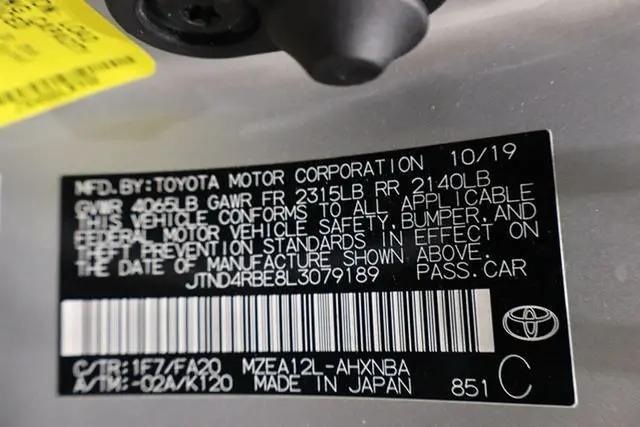 MFD.BY:TOYOTA MOTOR CORPORATION 10/19
GVWR 4065LB GAWR FR 2315LB RR 2140LB
THIS VEHICLE CONFORMS TO ALL APPLICABLE
FEDERAL MOTOR VEHICLE SAFETY,BUMPER,AND
THEFT PREVENTION STANDARDS IN EFFECT ON
THE DATE OF MANUFACTURE SHOWN ABOVE.
JTND4RBE8L3079189 PASS.CAR
C/TR:1F7/FA20 MZEA12L-AHXNBA
A/TM:-02A/K120 MADE IN JAPAN 851 C